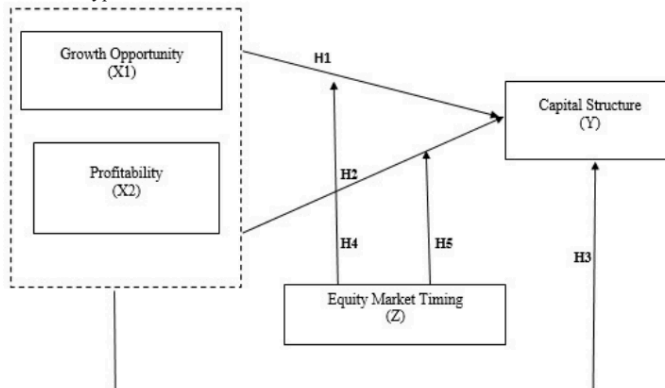 Growth Opportunity
(X1)
H1
Capital Structure
(Y)
Profitability
(X2)
H2
H4
H5
H3
Equity Market Timing
(Z)